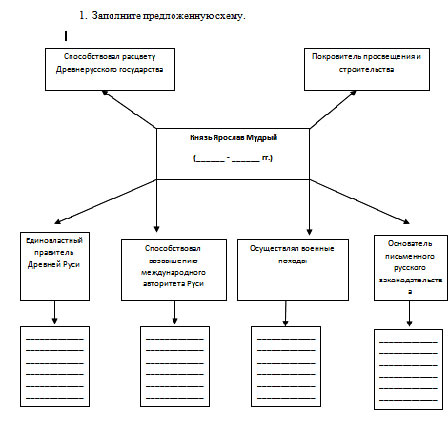 1. Заполните предложенную схему.
Способствовал расцвету
Древнерусского государства
Покровитель просвещения и
строительства
Князь Ярослав Мудрый
(______ - ______ гг.)
Единовластный
правитель
Древней Руси
Способствовал
возвышению
международного
авторитета Руси
Осуществлял военные
походы
Основатель
письменного
русского
законодательств
а